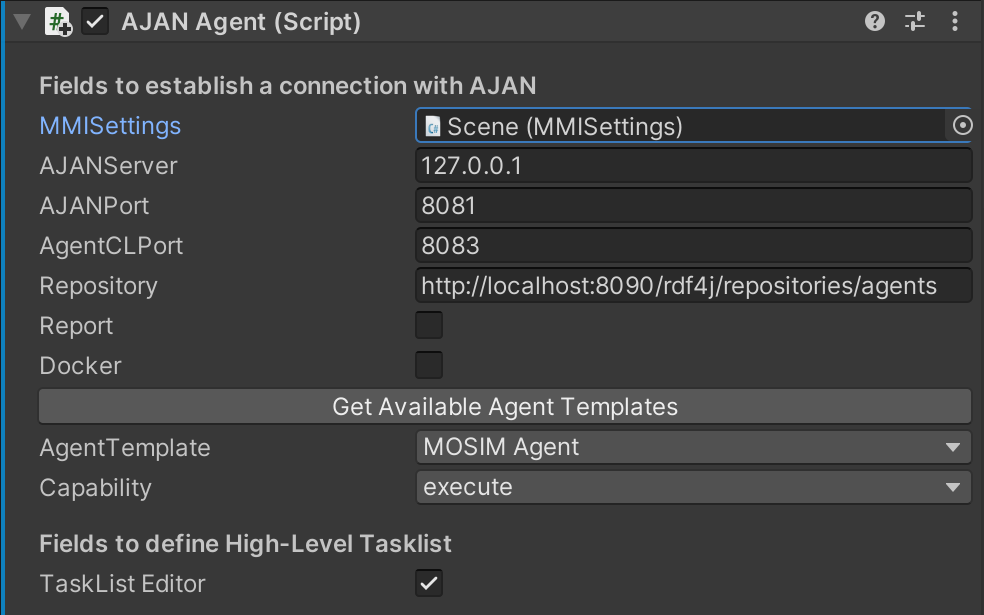 AJAN Agent (Script)
Fields to establish a connection with AJAN
MMISettings Scene (MMISettings)
AJANServer 127.0.0.1
AJANPort 8081
AgentCLPort 8083
Repository http://localhost:8090/rdf4j/repositories/agents
Report
Docker
Get Available Agent Templates
AgentTemplate MOSIM Agent
Capability execute
Fields to define High-Level Tasklist
TaskList Editor